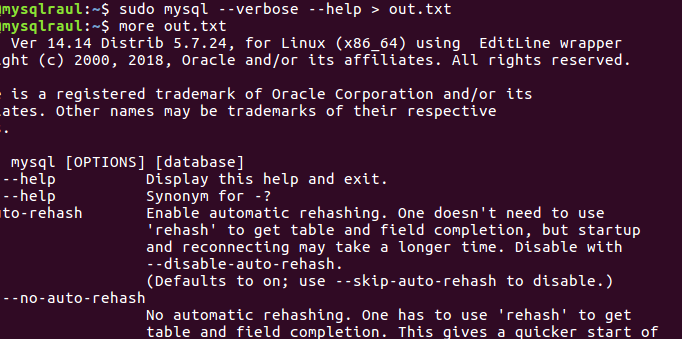 @mysqlraul:~$ sudo mysql --verbose --help > out.txt
@mysqlraul:~$ more out.txt
Ver 14.14 Distrib 5.7.24, for Linux (x86_64) using  EditLine wrapper
ght (c) 2000, 2018, Oracle and/or its affiliates. All rights reserved.
e is a registered trademark of Oracle Corporation and/or its
iates. Other names may be trademarks of their respective
.
mysql [OPTIONS] [database]
--help Display this help and exit.
--help Synonym for -?
uto-rehash Enable automatic rehashing. One doesn't need to use
'rehash' to get table and field completion, but startup
and reconnecting may take a longer time. Disable with
--disable-auto-rehash.
(Defaults to on; use --skip-auto-rehash to disable.)
--no-auto-rehash
No automatic rehashing. One has to use 'rehash' to get
table and field completion. This gives a quicker start of